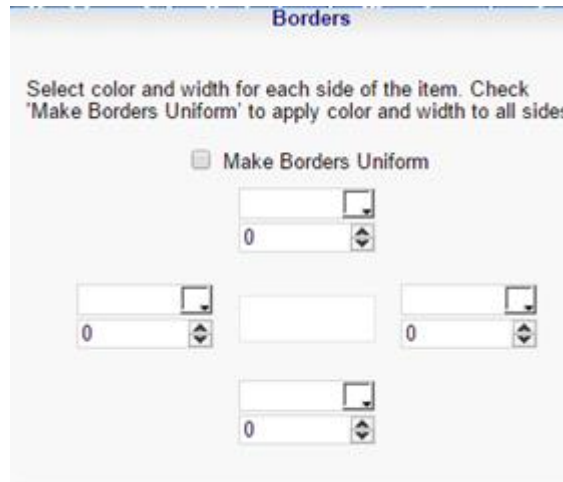 Borders
Select color and width for each side of the item. Check
'Make Borders Uniform' to apply color and width to all sides
Make Borders Uniform
0
0
0
0